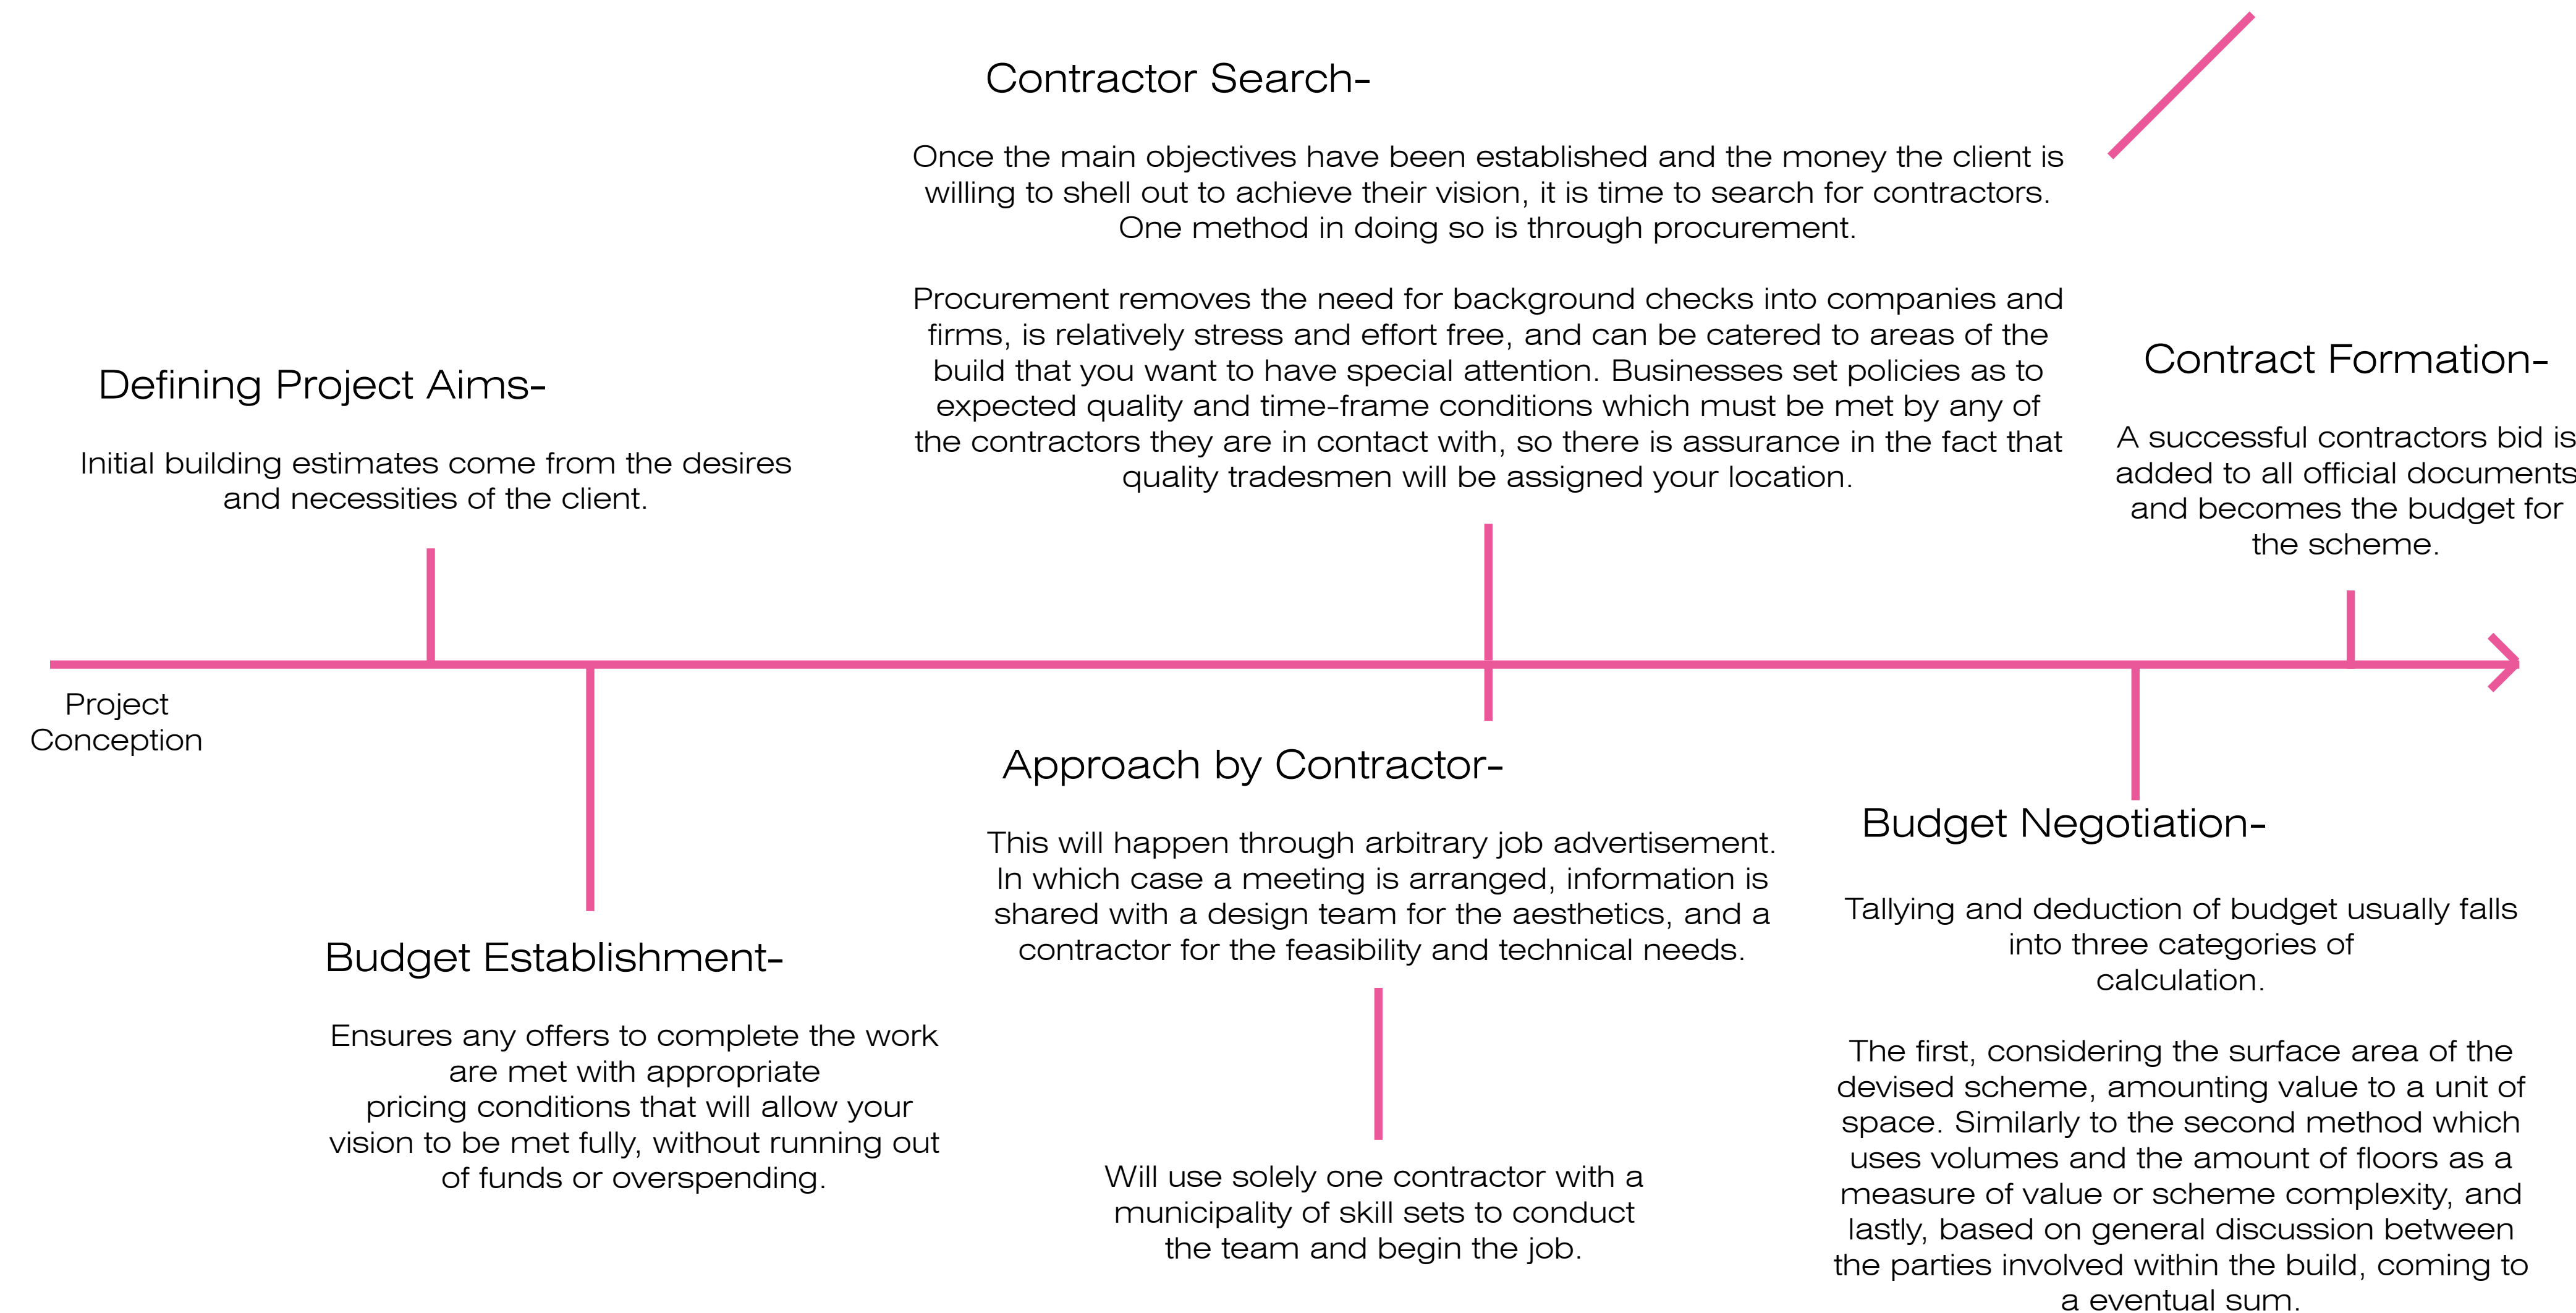 Contractor Search-
Once the main objectives have been established and the money the client is
willing to shell out to achieve their vision, it is time to search for contractors.
One method in doing so is through procurement.
Procurement removes the need for background checks into companies and
firms, is relatively stress and effort free, and can be catered to areas of the
build that you want to have special attention. Businesses set policies as to
expected quality and time-frame conditions which must be met by any of
the contractors they are in contact with, so there is assurance in the fact that
quality tradesmen will be assigned your location.
Defining Project Aims-
Initial building estimates come from the desires
and necessities of the client.
Contract Formation-
A successful contractors bid is
added to all official documents
and becomes the budget for
the scheme.
Project
Conception
Budget Establishment-
Ensures any offers to complete the work
are met with appropriate
pricing conditions that will allow your
vision to be met fully, without running out
of funds or overspending.
Approach by Contractor-
This will happen through arbitrary job advertisement.
In which case a meeting is arranged, information is
shared with a design team for the aesthetics, and a
contractor for the feasibility and technical needs.
Will use solely one contractor with a
municipality of skill sets to conduct
the team and begin the job.
Budget Negotiation-
Tallying and deduction of budget usually falls
into three categories of
calculation.
The first, considering the surface area of the
devised scheme, amounting value to a unit of
space. Similarly to the second method which
uses volumes and the amount of floors as a
measure of value or scheme complexity, and
lastly, based on general discussion between
the parties involved within the build, coming to
a eventual sum.